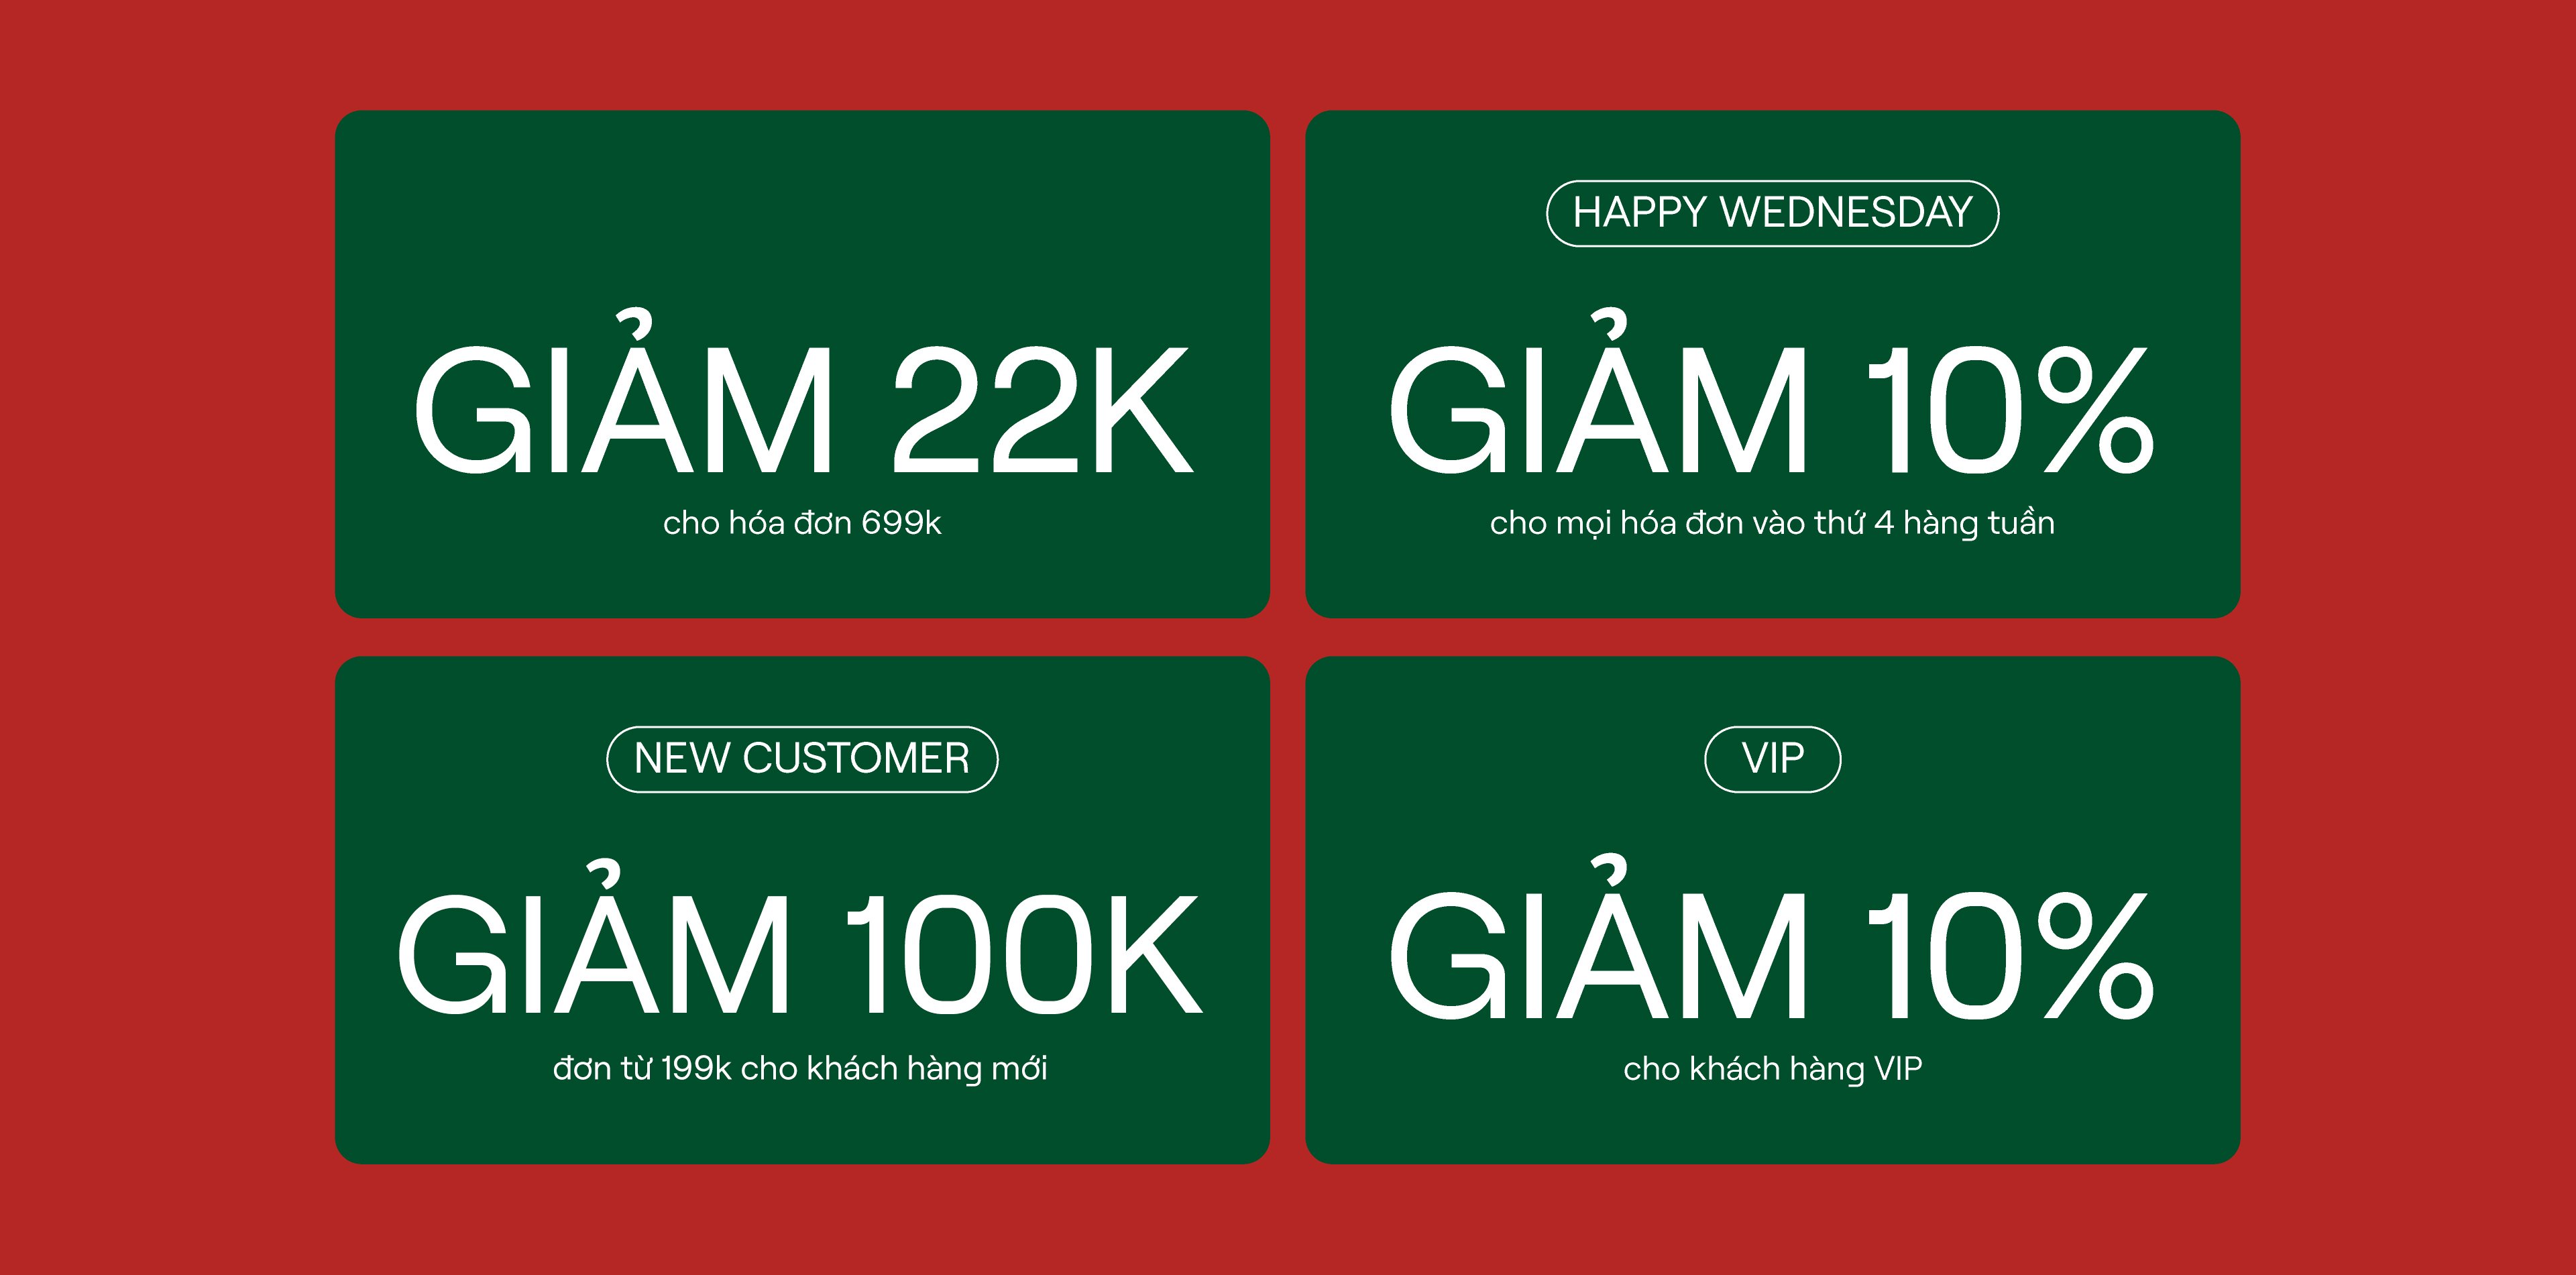 GIẢM 22K
cho hóa đơn 699k
HAPPY WEDNESDAY
GIẢM 10%
cho mọi hóa đơn vào thứ 4 hàng tuần
NEW CUSTOMER
GIẢM 100K
đơn từ 199k cho khách hàng mới
VIP
GIẢM 10%
cho khách hàng VIP